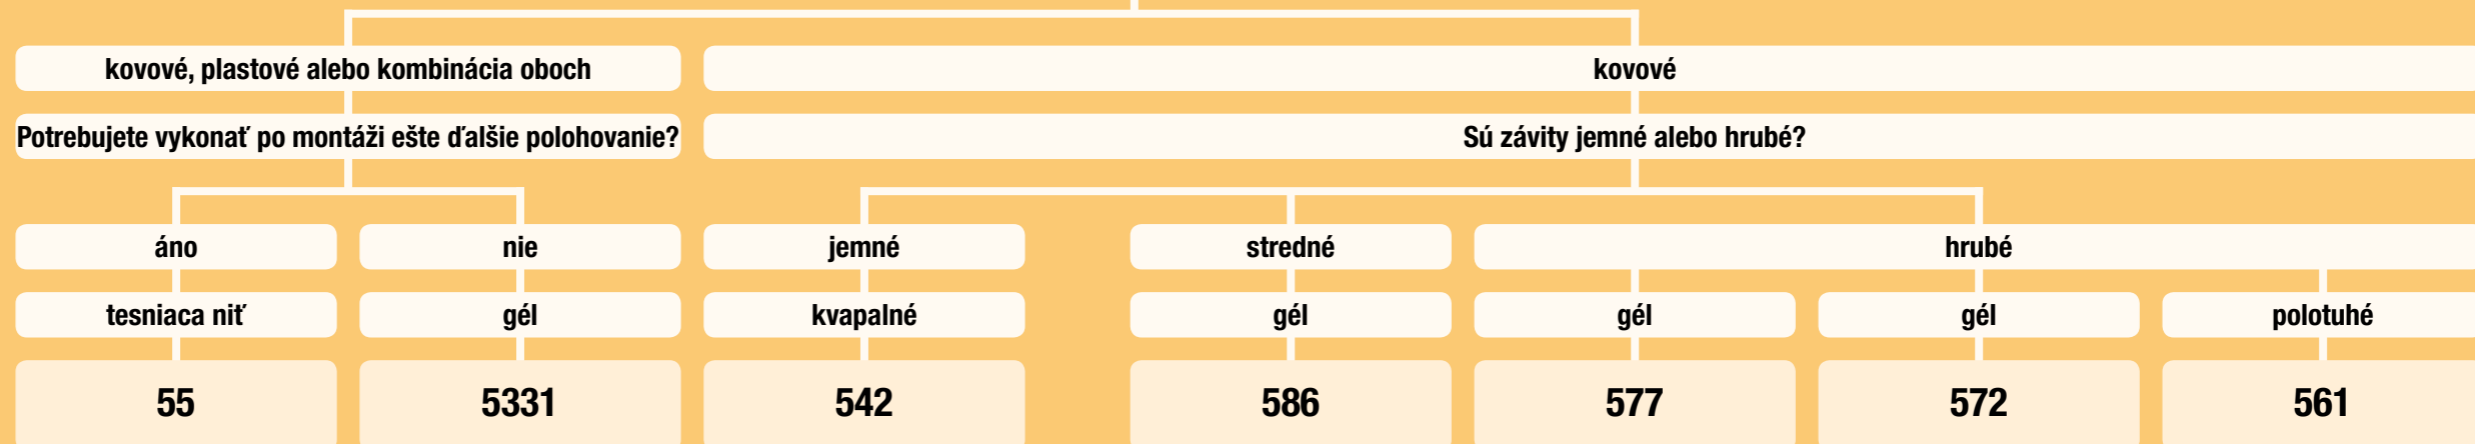 kovové, plastové alebo kombinácia oboch
kovové
Potrebujete vykonať po montáži ešte ďalšie polohovanie?
Sú závity jemné alebo hrubé?
áno
nie
jemné
stredné
hrubé
tesniaca niť
gél
kvapalné
gél
gél
gél
polotuhé
55
5331
542
586
577
572
561